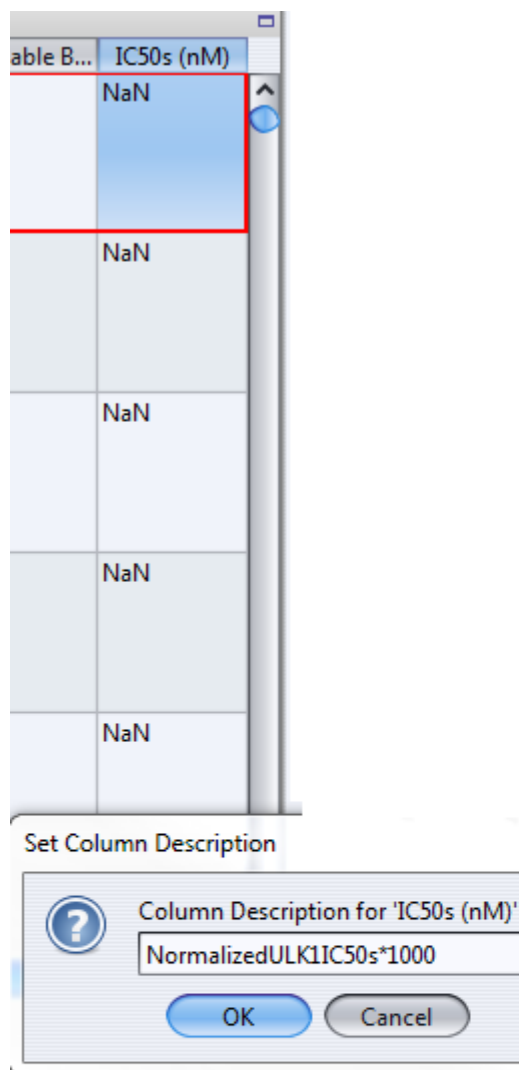 able B... IC50s (nM)
NaN
NaN
NaN
NaN
NaN
Set Column Description
Column Description for 'IC50s (nM)'
NormalizedULK1IC50s*1000
OK Cancel